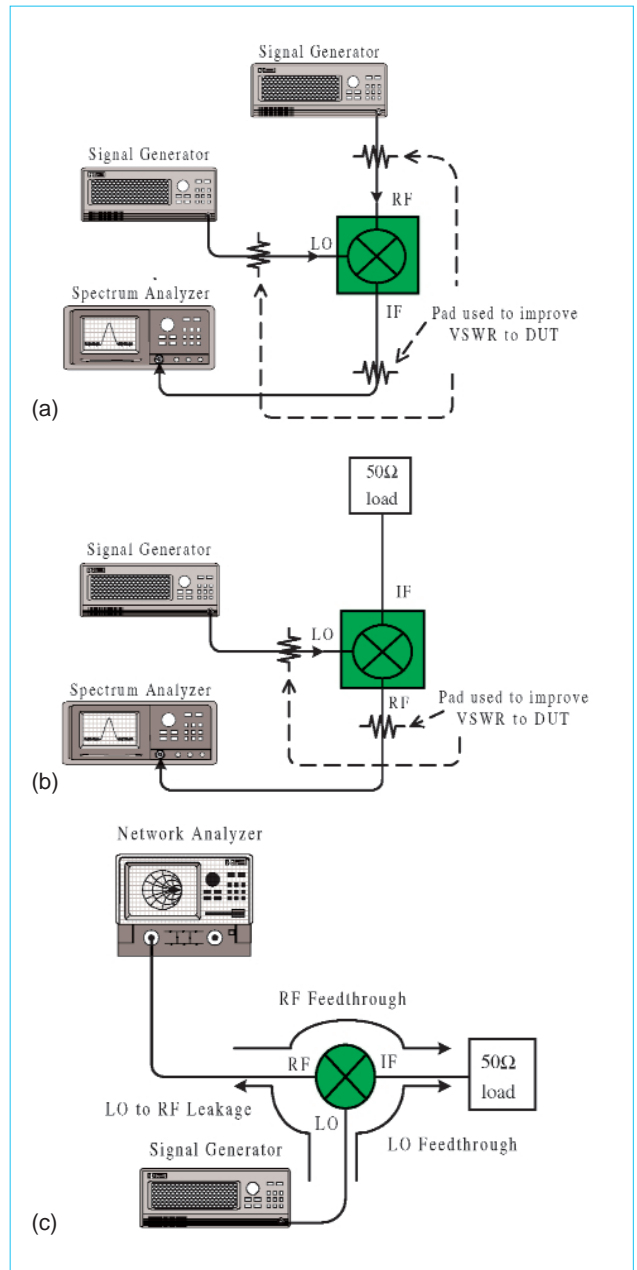 Signal Generator
Signal Generator
RF
LO
Spectrum Analyzer
IF
Pad used to improve
VSWR to DUT
(a)
50Ω
load
Signal Generator
IF
LO
Spectrum Analyzer
RF
Pad used to improve
VSWR to DUT
(b)
Network Analyzer
RF Feedthrough
RF
IF
50Ω
load
LO to RF Leakage
LO
Signal Generator
LO Feedthrough
(c)